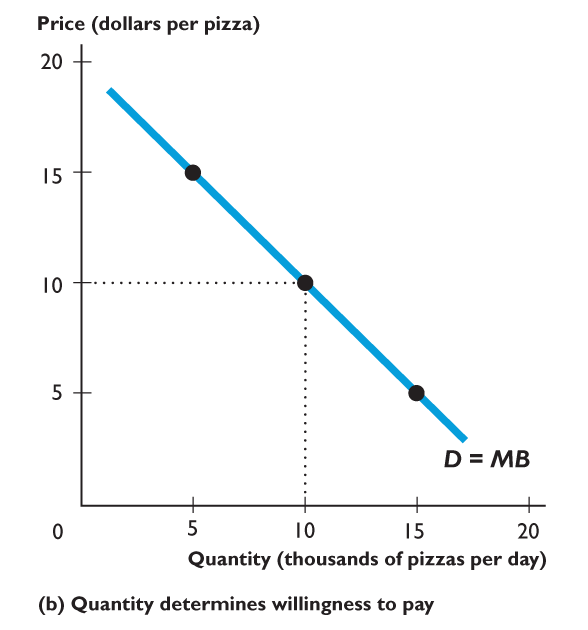 Price (dollars per pizza)
20
15
10
5
D = MB
0
5
10
15
20
Quantity (thousands of pizzas per day)
(b) Quantity determines willingness to pay